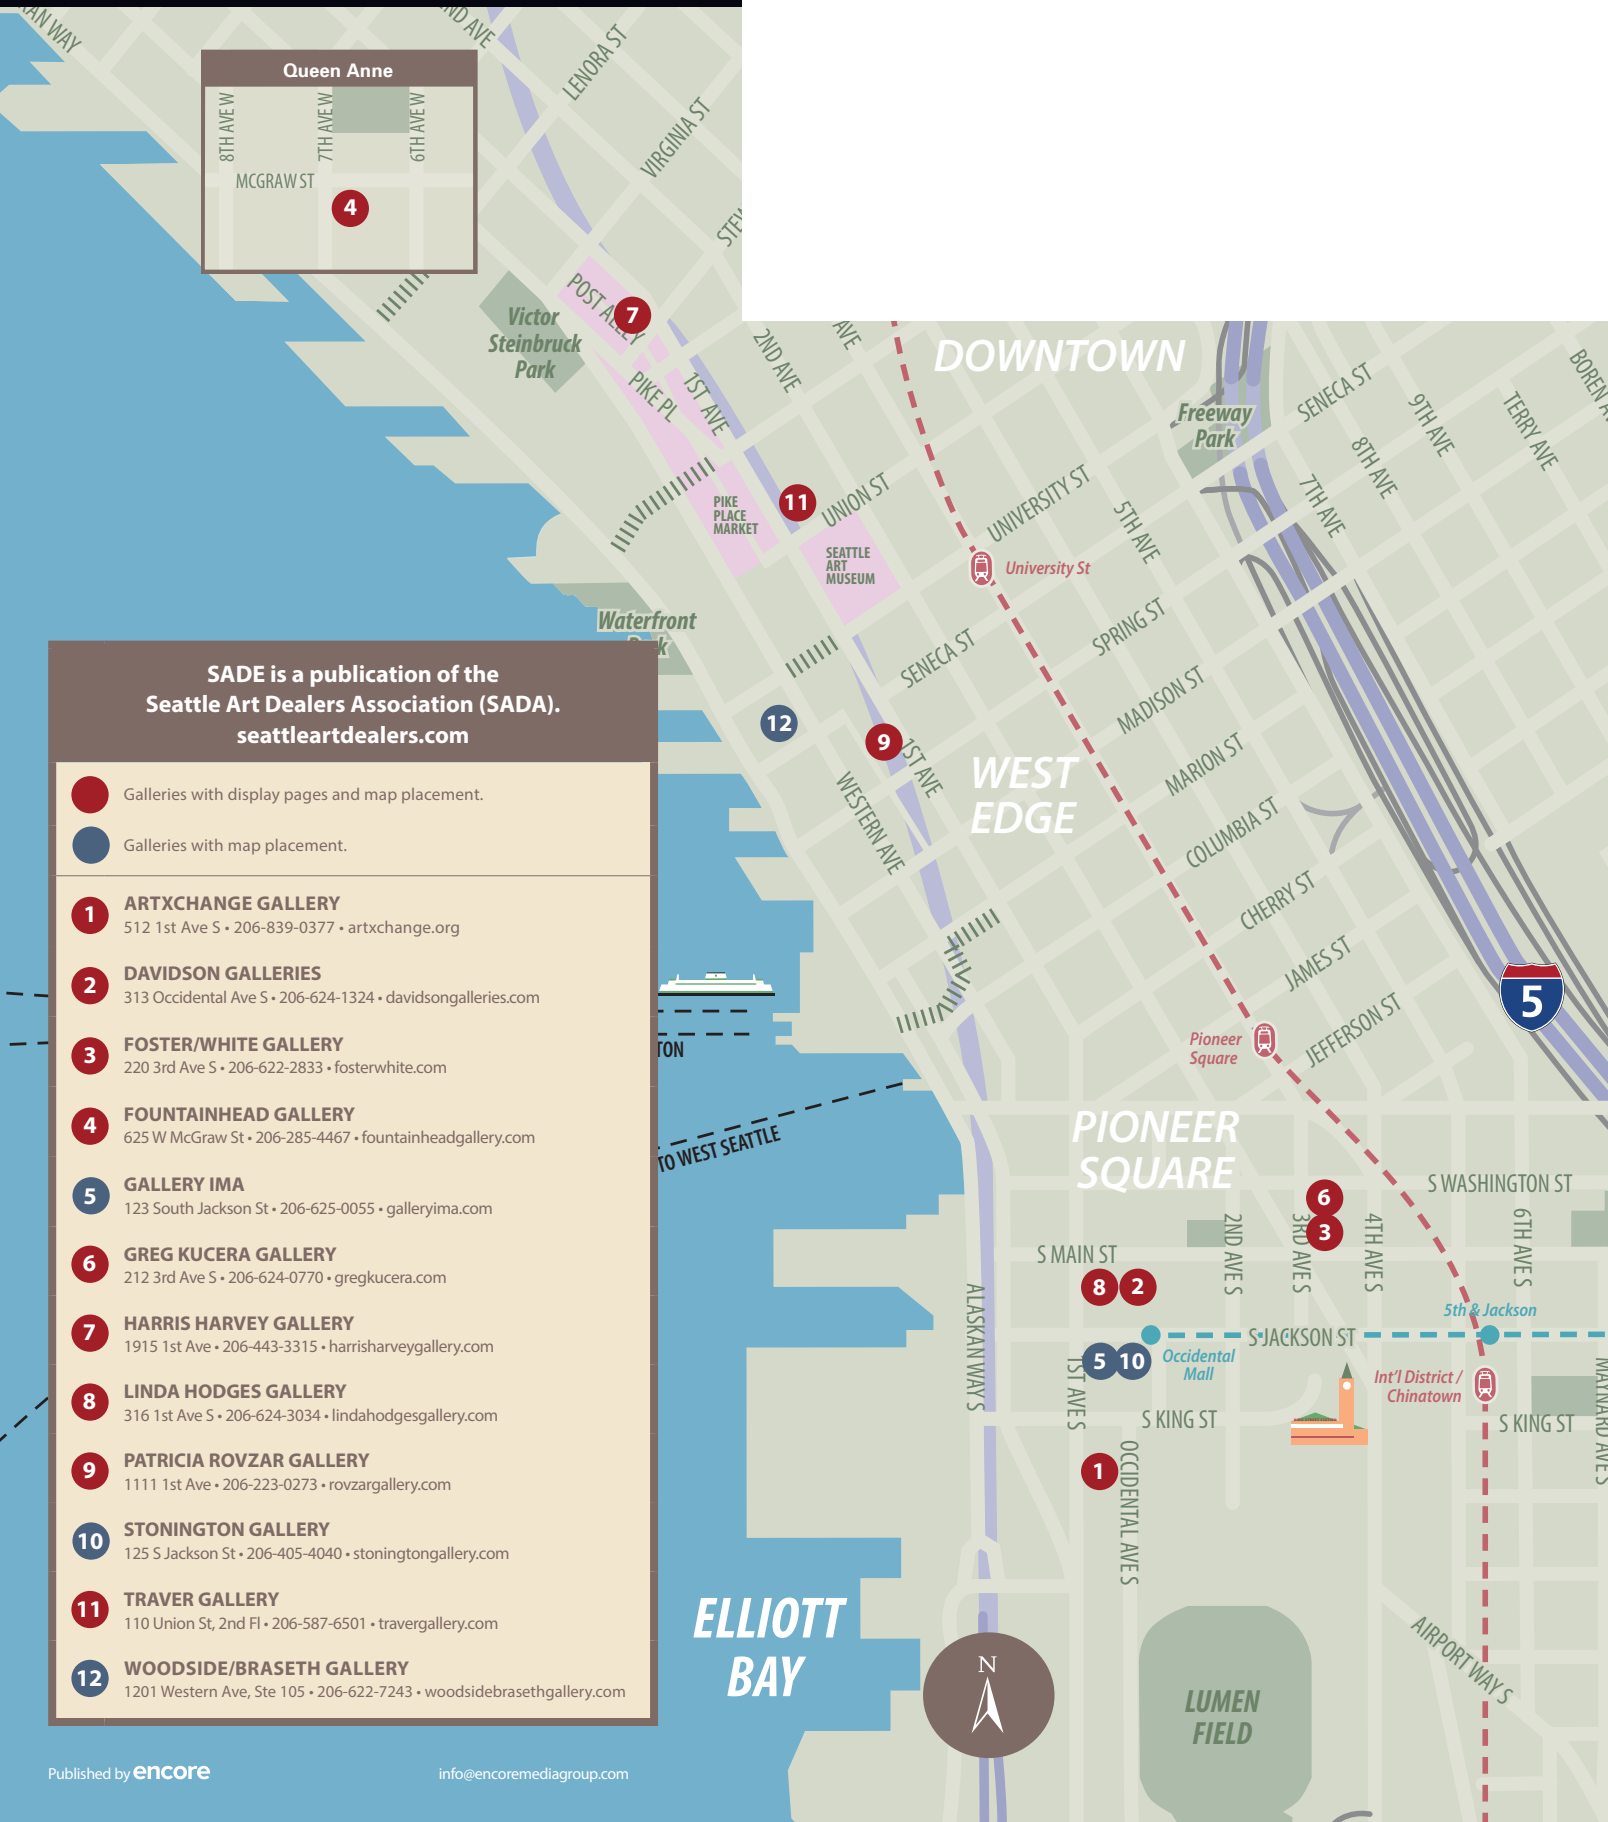 Queen Anne
8TH AVE W
7TH AVE W
6TH AVE W
MCGRAW ST
4
LENORA ST
VIRGINIA ST
POST ALLEY
7
Victor
Steinbruck
Park
PIKE PL
1ST AVE
2ND AVE
AVE
DOWNTOWN
Freeway
Park
SENECA ST
9TH AVE
TERRY AVE
8TH AVE
7TH AVE
PIKE
PLACE
MARKET
11
UNION ST
SEATTLE
ART
MUSEUM
UNIVERSITY ST
5TH AVE
University St
Waterfront
SENECA ST
SPRING ST
MADISON ST
MARION ST
COLUMBIA ST
CHERRY ST
JAMES ST
JEFFERSON ST
12
9
1ST AVE
WESTERN AVE
WEST
EDGE
5
Pioneer
Square
PIONEER
SQUARE
TO WEST SEATTLE
S WASHINGTON ST
6
3
2ND AVE S
3RD AVE S
4TH AVE S
6TH AVE S
S MAIN ST
8
2
ALASKAN WAY S
5th & Jackson
S JACKSON ST
5
10
Occidental
Mall
1ST AVE S
Int'l District /
Chinatown
S KING ST
S KING ST
MAYNARD AVE S
1
OCCIDENTAL AVE S
AIRPORT WAY S
ELLIOTT
BAY
N
LUMEN
FIELD
SADE is a publication of the
Seattle Art Dealers Association (SADA).
seattleartdealers.com
Galleries with display pages and map placement.
Galleries with map placement.
1 ARTXCHANGE GALLERY
512 1st Ave S • 206-839-0377 • artxchange.org
2 DAVIDSON GALLERIES
313 Occidental Ave S • 206-624-1324 • davidsongalleries.com
3 FOSTER/WHITE GALLERY
220 3rd Ave S • 206-622-2833 • fosterwhite.com
4 FOUNTAINHEAD GALLERY
625 W McGraw St • 206-285-4467 • fountainheadgallery.com
5 GALLERY IMA
123 South Jackson St • 206-625-0055 • galleryima.com
6 GREG KUCERA GALLERY
212 3rd Ave S • 206-624-0770 • gregkucera.com
7 HARRIS HARVEY GALLERY
1915 1st Ave • 206-443-3315 • harrisharveygallery.com
8 LINDA HODGES GALLERY
316 1st Ave S • 206-624-3034 • lindahodgesgallery.com
9 PATRICIA ROVZAR GALLERY
1111 1st Ave • 206-223-0273 • rovzargallery.com
10 STONINGTON GALLERY
125 S Jackson St • 206-405-4040 • stoningtongallery.com
11 TRAVER GALLERY
110 Union St, 2nd Fl • 206-587-6501 • travergallery.com
12 WOODSIDE/BRASETH GALLERY
1201 Western Ave, Ste 105 • 206-622-7243 • woodsidebrasethgallery.com
Published by encore
info@encoremediagroup.com